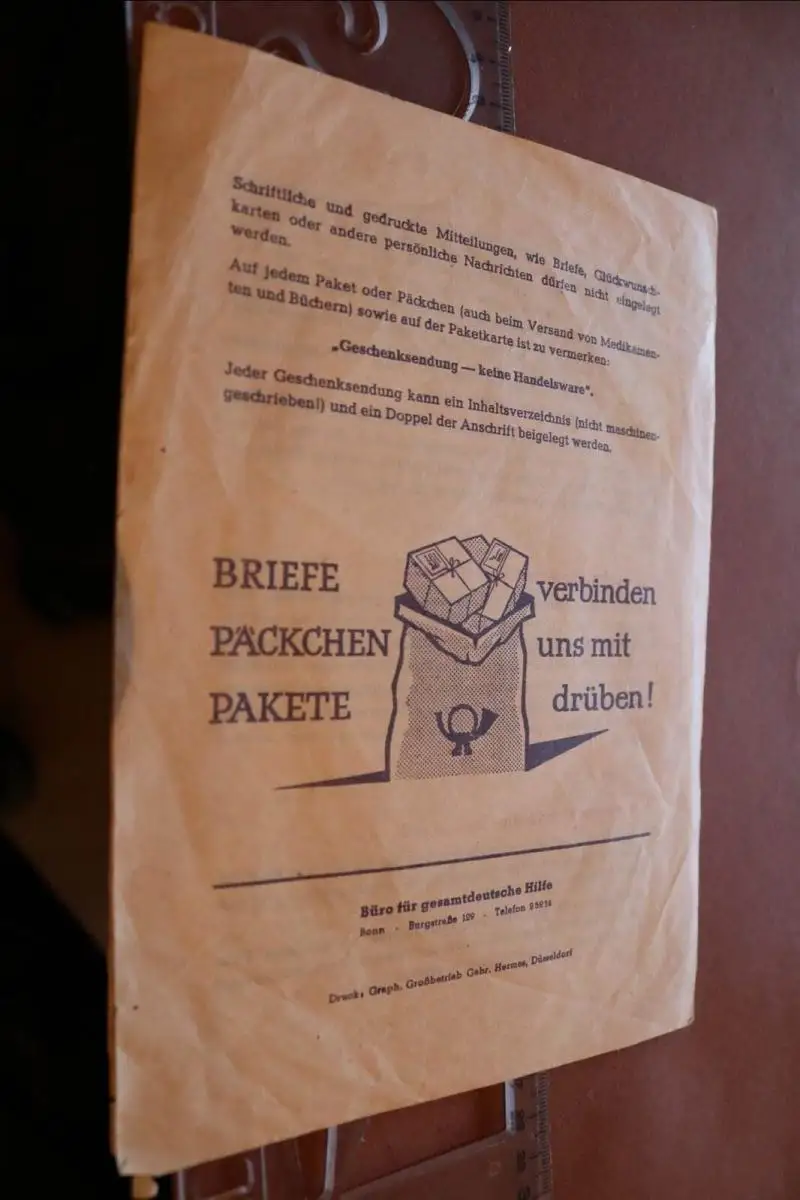 Schriftliche und gedruckte Mitteilungen, wie Briefe, Glückwunsch-
karten oder andere persönliche Nachrichten dürfen nicht eingelegt
werden.
Auf jedem Paket oder Päckchen (auch beim Versand von Medikamen-
ten und Büchern) sowie auf der Paketkarte ist zu vermerken:
„Geschenksendung — keine Handelsware“.
Jeder Geschenksendung kann ein Inhaltsverzeichnis (nicht maschinen-
geschrieben!) und ein Doppel der Anschrift beigelegt werden.
BRIEFE verbinden
PÄCKCHEN uns mit
PAKETE drüben!
Büro für gesamtdeutsche Hilfe
Bonn - Burgstraße 129 - Telefon
Druck: Graph. Großbetrieb Gebr. Hermes, Düsseldorf